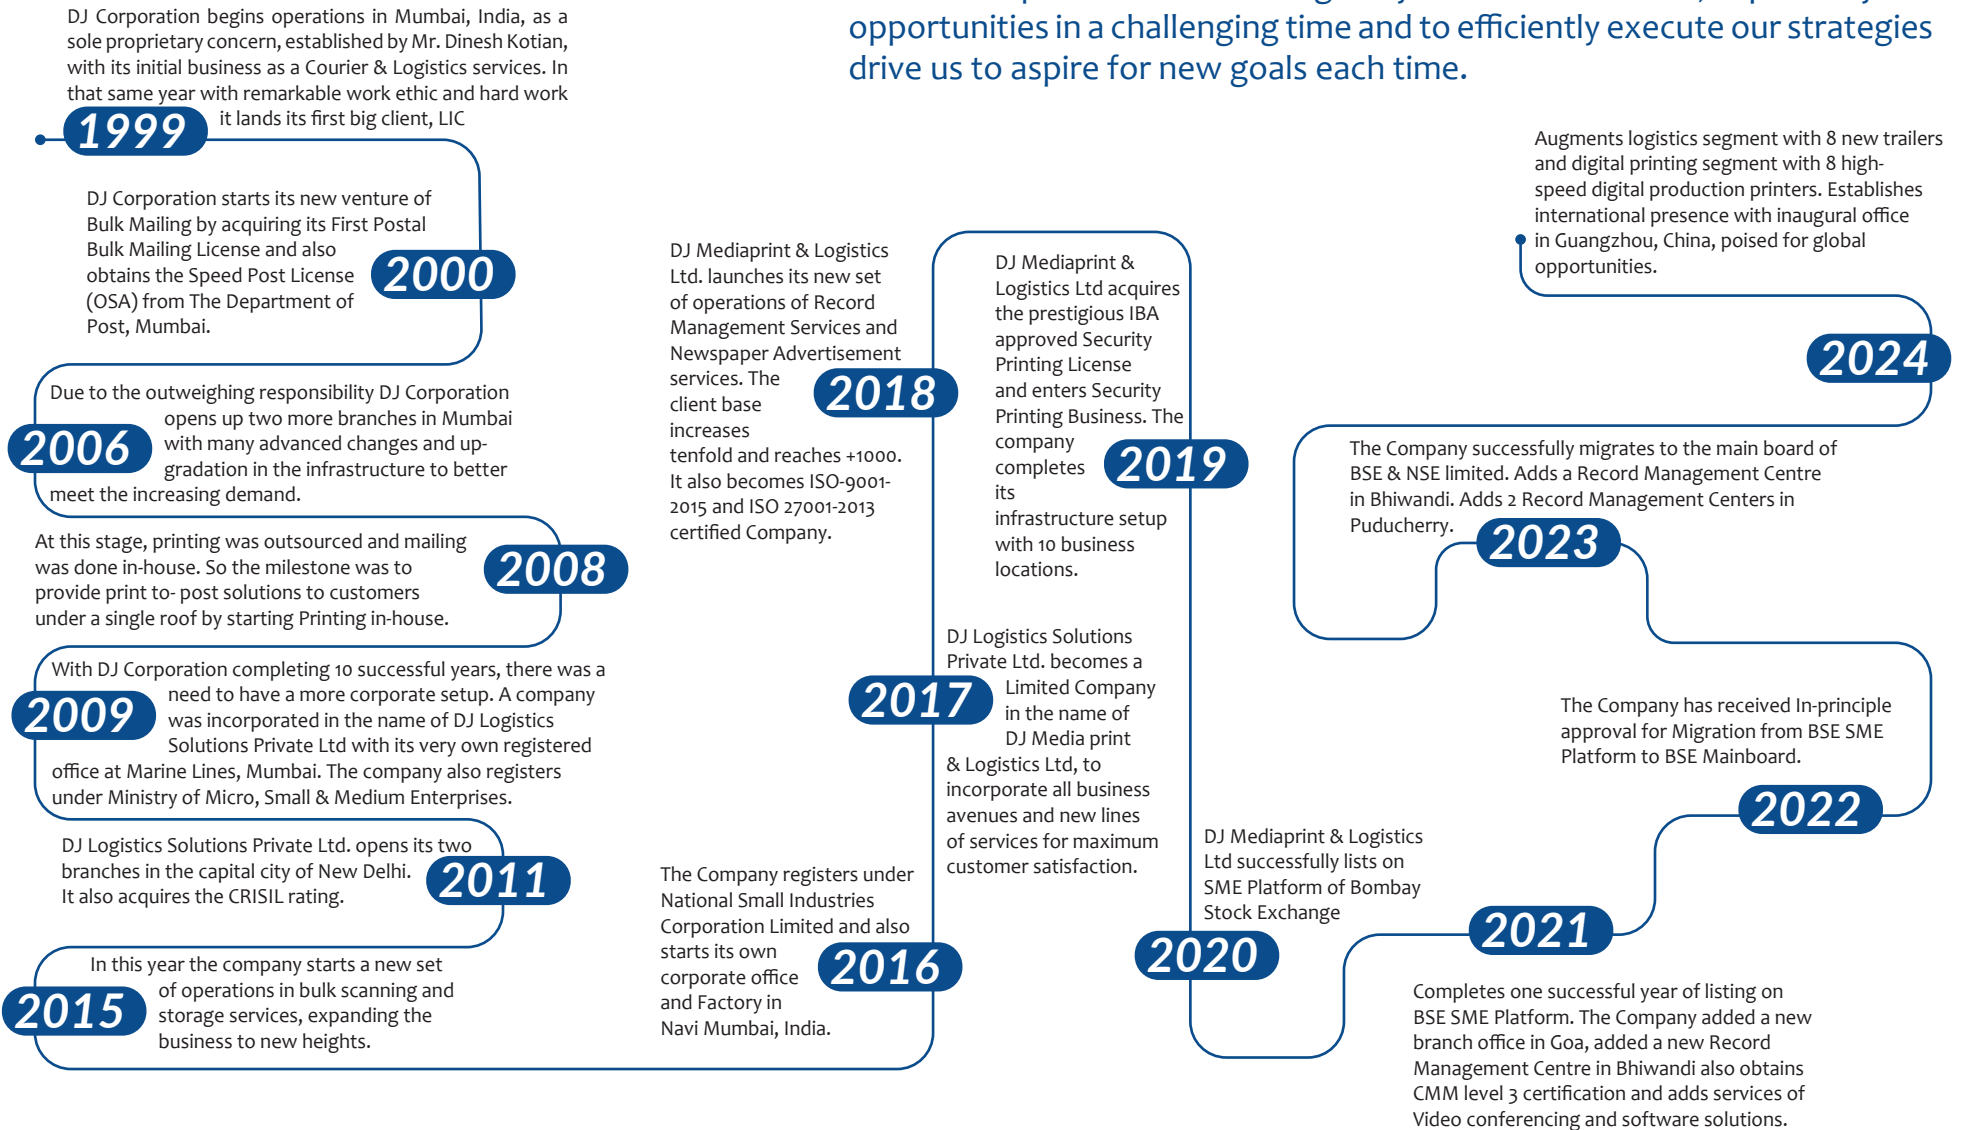 opportunities in a challenging time and to efficiently execute our strategies
drive us to aspire for new goals each time.
DJ Corporation begins operations in Mumbai, India, as a
sole proprietary concern, established by Mr. Dinesh Kotian,
with its initial business as a Courier & Logistics services. In
that same year with remarkable work ethic and hard work
it lands its first big client, LIC
1999
DJ Corporation starts its new venture of
Bulk Mailing by acquiring its First Postal
Bulk Mailing License and also
obtains the Speed Post License
(OSA) from The Department of
Post, Mumbai.
2000
Due to the outweighing responsibility DJ Corporation
opens up two more branches in Mumbai
with many advanced changes and up-
gradation in the infrastructure to better
meet the increasing demand.
2006
At this stage, printing was outsourced and mailing
was done in-house. So the milestone was to
provide print to- post solutions to customers
under a single roof by starting Printing in-house.
2008
With DJ Corporation completing 10 successful years, there was a
need to have a more corporate setup. A company
was incorporated in the name of DJ Logistics
Solutions Private Ltd with its very own registered
office at Marine Lines, Mumbai. The company also registers
under Ministry of Micro, Small & Medium Enterprises.
2009
DJ Logistics Solutions Private Ltd. opens its two
branches in the capital city of New Delhi.
It also acquires the CRISIL rating.
2011
In this year the company starts a new set
of operations in bulk scanning and
storage services, expanding the
business to new heights.
2015
The Company registers under
National Small Industries
Corporation Limited and also
starts its own
corporate office
and Factory in
Navi Mumbai, India.
2016
DJ Logistics Solutions
Private Ltd. becomes a
Limited Company
in the name of
DJ Media print
& Logistics Ltd, to
incorporate all business
avenues and new lines
of services for maximum
customer satisfaction.
2017
DJ Mediaprint & Logistics
Ltd. launches its new set
of operations of Record
Management Services and
Newspaper Advertisement
services. The
client base
increases
tenfold and reaches +1000.
It also becomes ISO-9001-
2015 and ISO 27001-2013
certified Company.
2018
DJ Mediaprint &
Logistics Ltd acquires
the prestigious IBA
approved Security
Printing License
and enters Security
Printing Business. The
company
completes
its
infrastructure setup
with 10 business
locations.
2019
DJ Mediaprint & Logistics
Ltd successfully lists on
SME Platform of Bombay
Stock Exchange
2020
2021
Completes one successful year of listing on
BSE SME Platform. The Company added a new
branch office in Goa, added a new Record
Management Centre in Bhiwandi also obtains
CMM level 3 certification and adds services of
Video conferencing and software solutions.
The Company has received In-principle
approval for Migration from BSE SME
Platform to BSE Mainboard.
2022
The Company successfully migrates to the main board of
BSE & NSE limited. Adds a Record Management Centre
in Bhiwandi. Adds 2 Record Management Centers in
Puducherry.
2023
Augments logistics segment with 8 new trailers
and digital printing segment with 8 high-
speed digital production printers. Establishes
international presence with inaugural office
in Guangzhou, China, poised for global
opportunities.
2024